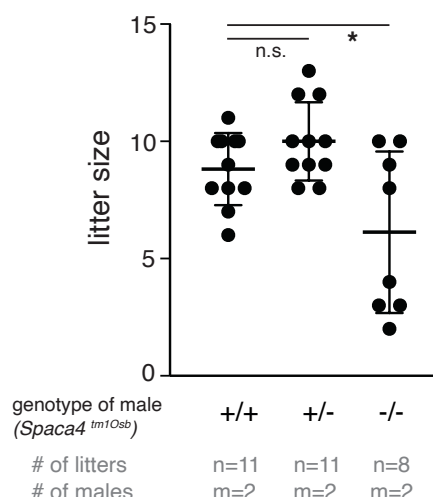 15
*
n.s.
10
litter size
5
0
genotype of male +/+ +/- -/-
(Spaca4 tm1Osb)
# of litters n=11 n=11 n=8
# of males m=2 m=2 m=2